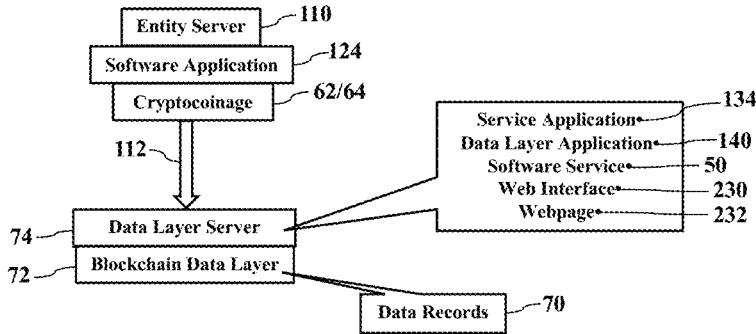 Entity Server 110
Software Application 124
Cryptocoinage 62/64
112
Service Application 134
Data Layer Application 140
Software Service 50
Web Interface 230
Webpage 232
74 Data Layer Server
72 Blockchain Data Layer
Data Records 70